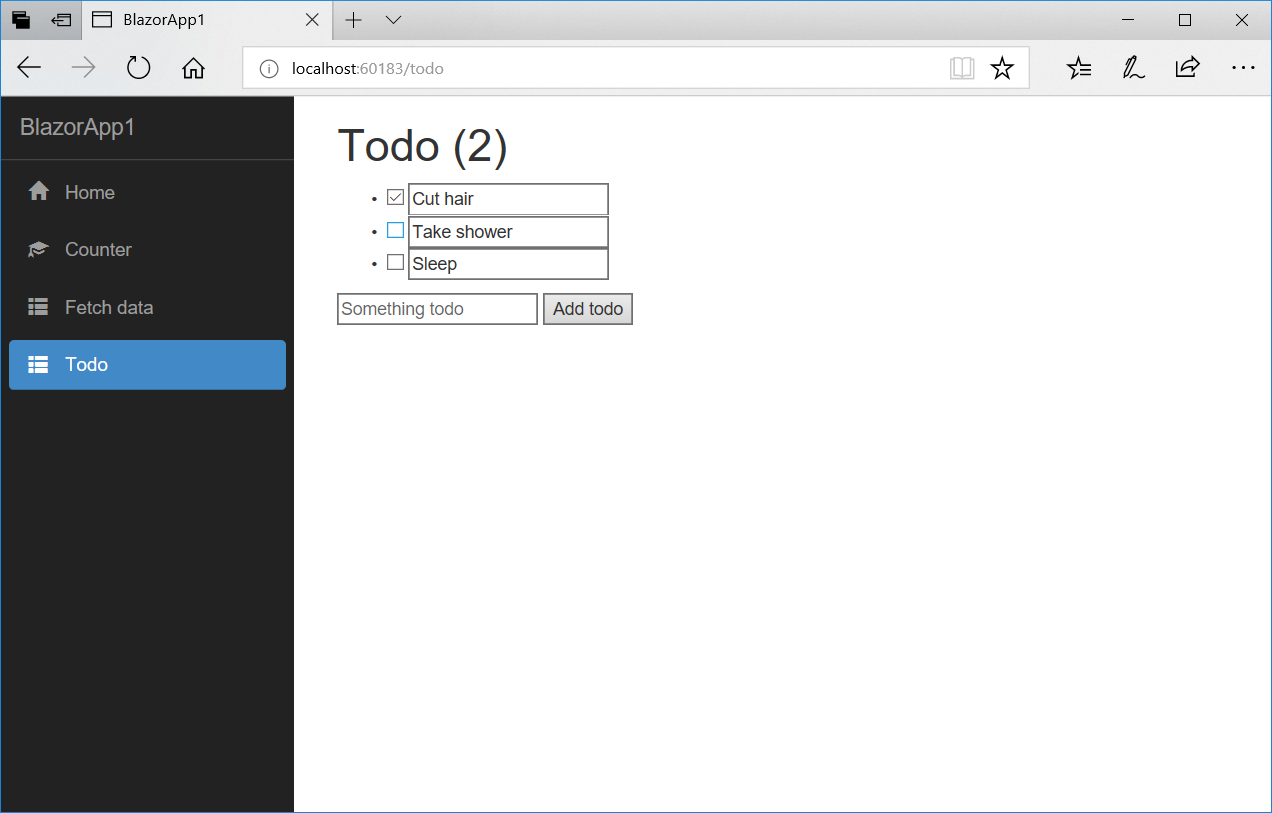 BlazorApp1
localhost:60183/todo
BlazorApp1
Home
Counter
Fetch data
Todo
Todo (2)
Cut hair
Take shower
Sleep
Something todo
Add todo